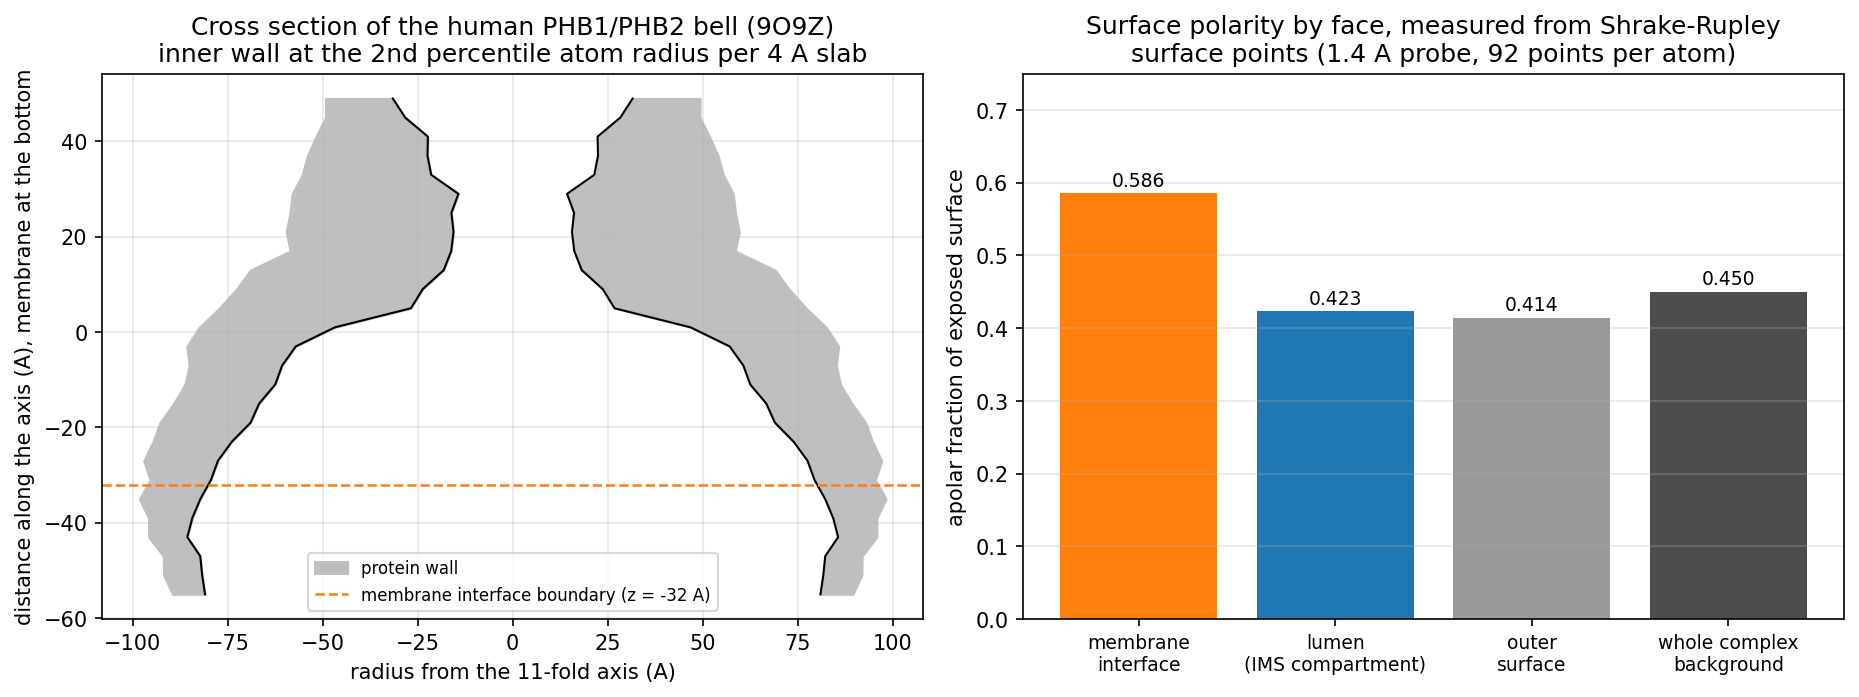 Cross section of the human PHB1/PHB2 bell (9O9Z)
inner wall at the 2nd percentile atom radius per 4 A slab
distance along the axis (A), membrane at the bottom
40
20
0
−20
−40
−60
protein wall
membrane interface boundary (z = -32 A)
−100
−75
−50
−25
0
25
50
75
100
radius from the 11-fold axis (A)
Surface polarity by face, measured from Shrake-Rupley
surface points (1.4 A probe, 92 points per atom)
apolar fraction of exposed surface
0.7
0.6
0.5
0.4
0.3
0.2
0.1
0.0
0.586
0.423
0.414
0.450
membrane
interface
lumen
(IMS compartment)
outer
surface
whole complex
background